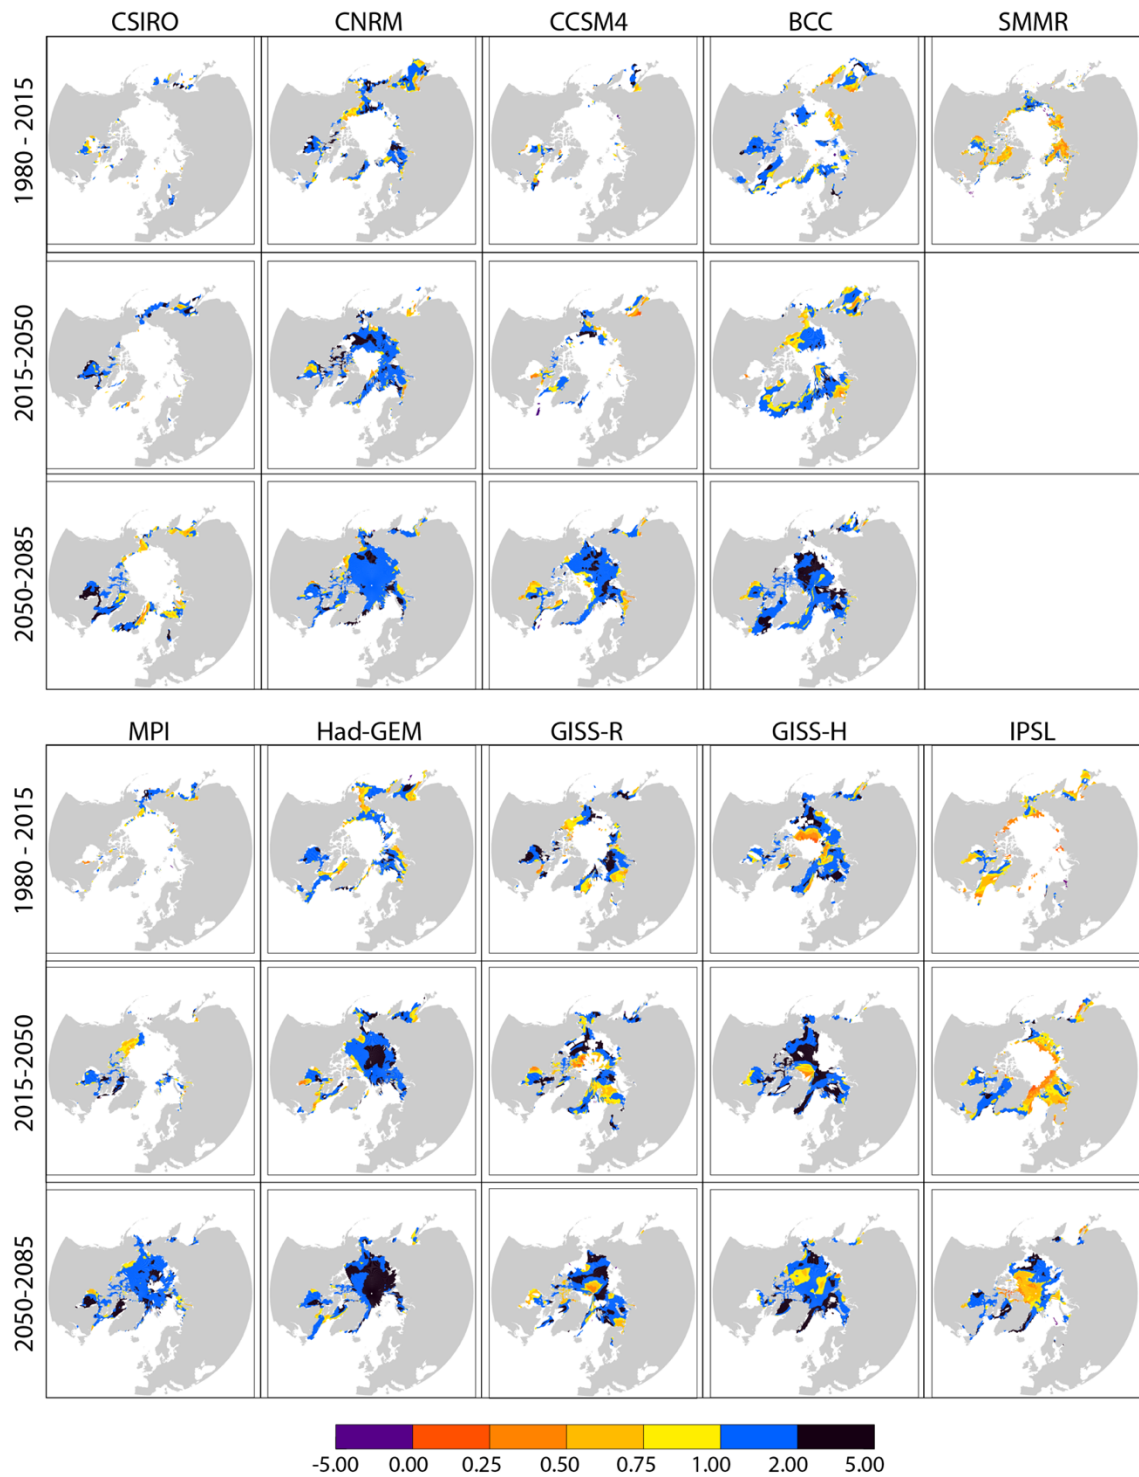 CSIRO CNRM CCSM4 BCC SMMR
1980 - 2015
2015-2050
2050-2085
MPI Had-GEM GISS-R GISS-H IPSL
1980 - 2015
2015-2050
2050-2085
-5.00 0.00 0.25 0.50 0.75 1.00 2.00 5.00